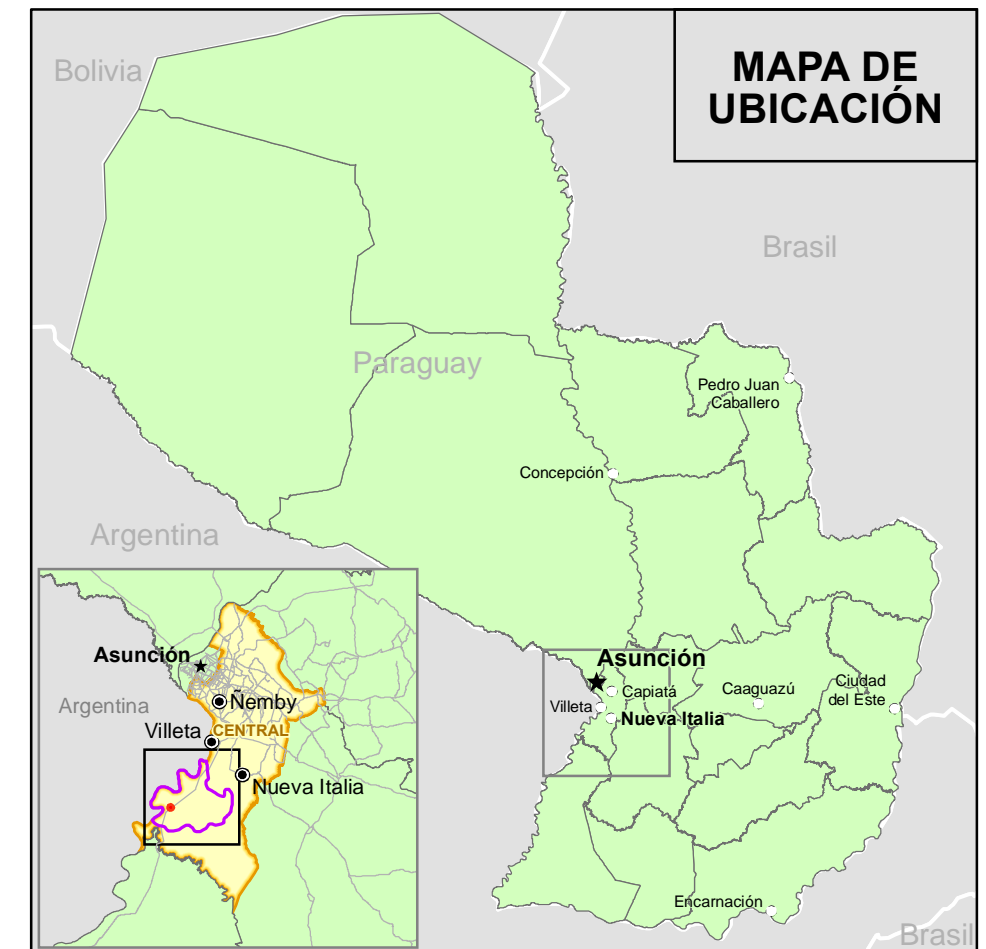 MAPA DE
UBICACIÓN
Bolivia
Brasil
Paraguay
Pedro Juan
Caballero
Concepción
Argentina
Asunción
Capiatá
Villeta
Nueva Italia
Caaguazú
Ciudad
del Este
Encarnación
Brasil
Asunción
Argentina
Ñemby
Villeta
CENTRAL
Nueva Italia